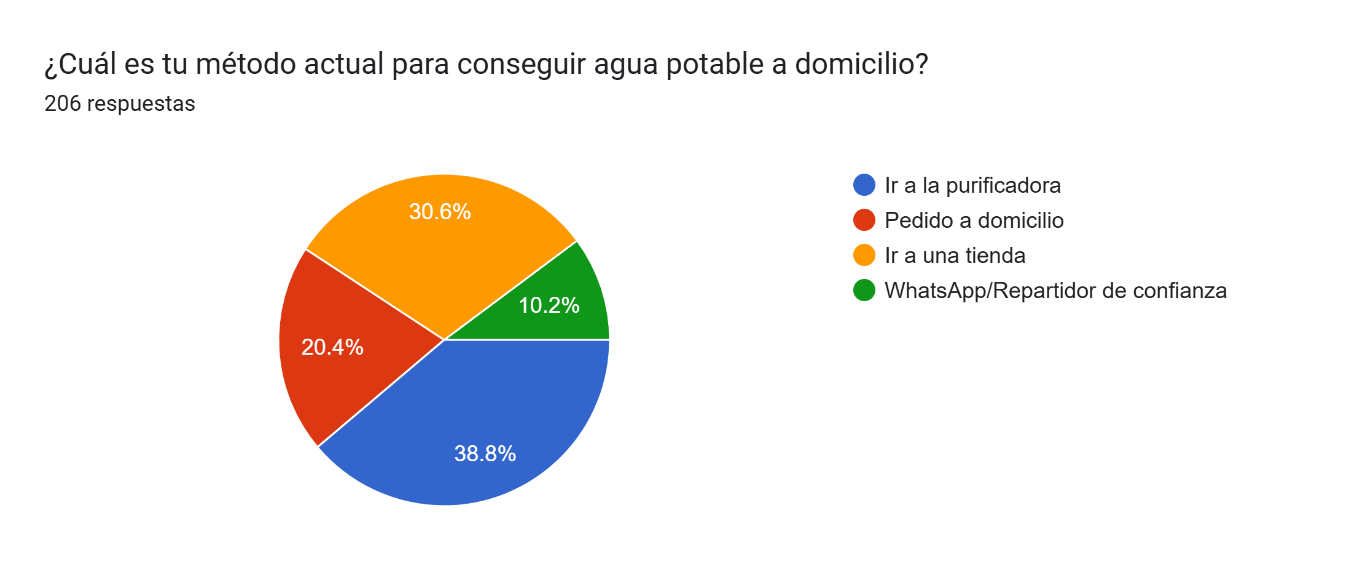 ¿Cuál es tu método actual para conseguir agua potable a domicilio?
206 respuestas
30.6%
10.2%
20.4%
38.8%
Ir a la purificadora
Pedido a domicilio
Ir a una tienda
WhatsApp/Repartidor de confianza